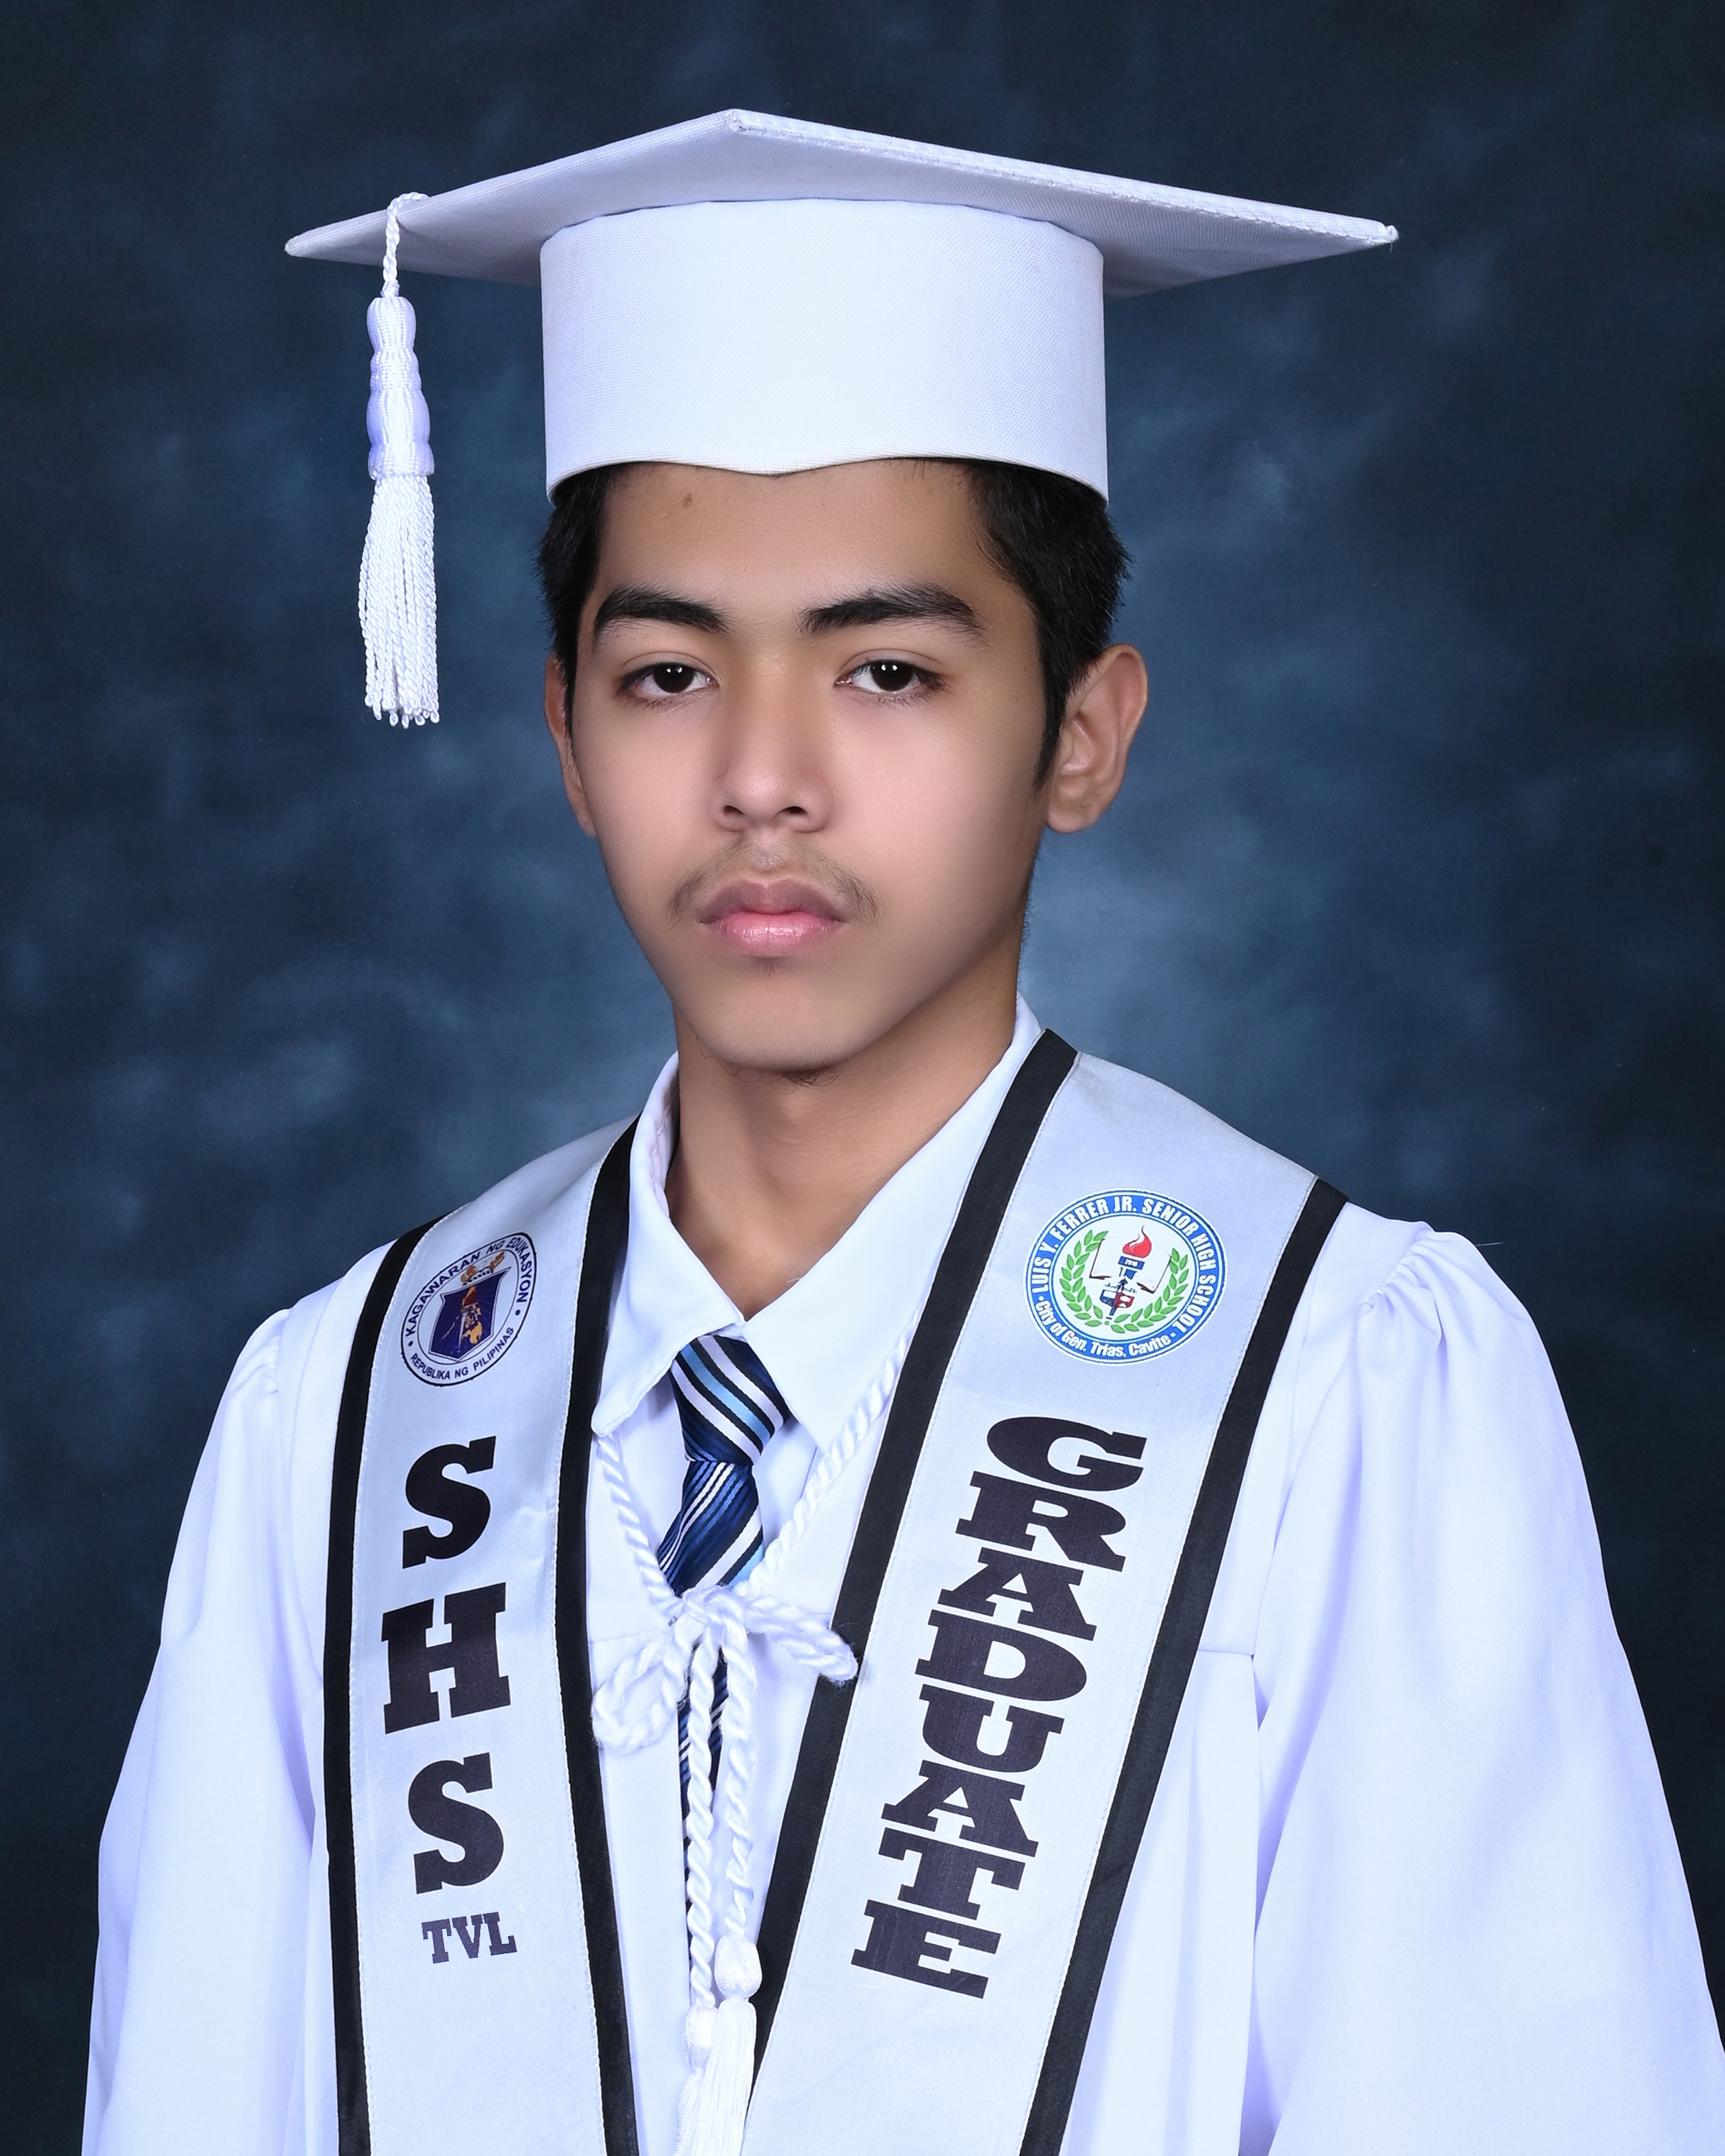 KAGAWARAN NG EDUKASYON
REPUBLIKA NG PILIPINAS
SHS
TVL
LUIS Y. FERRER JR. SENIOR HIGH SCHOOL
City of Gen. Trias, Cavite
GRADUATE